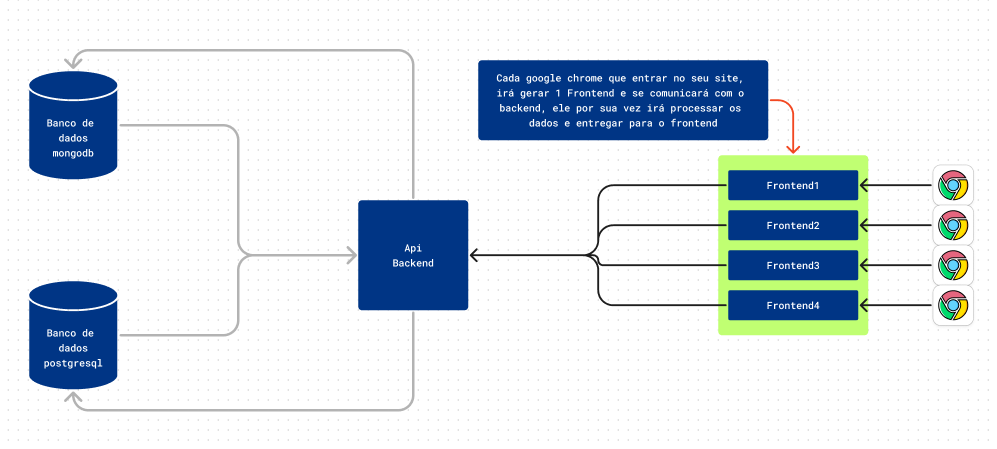 Cada google chrome que entrar no seu site,
irá gerar 1 Frontend e se comunicará com o
backend, ele por sua vez irá processar os
dados e entregar para o frontend
Banco de
dados
mongodb
Frontend1
Frontend2
Api
Backend
Frontend3
Frontend4
Banco de
dados
postgresql